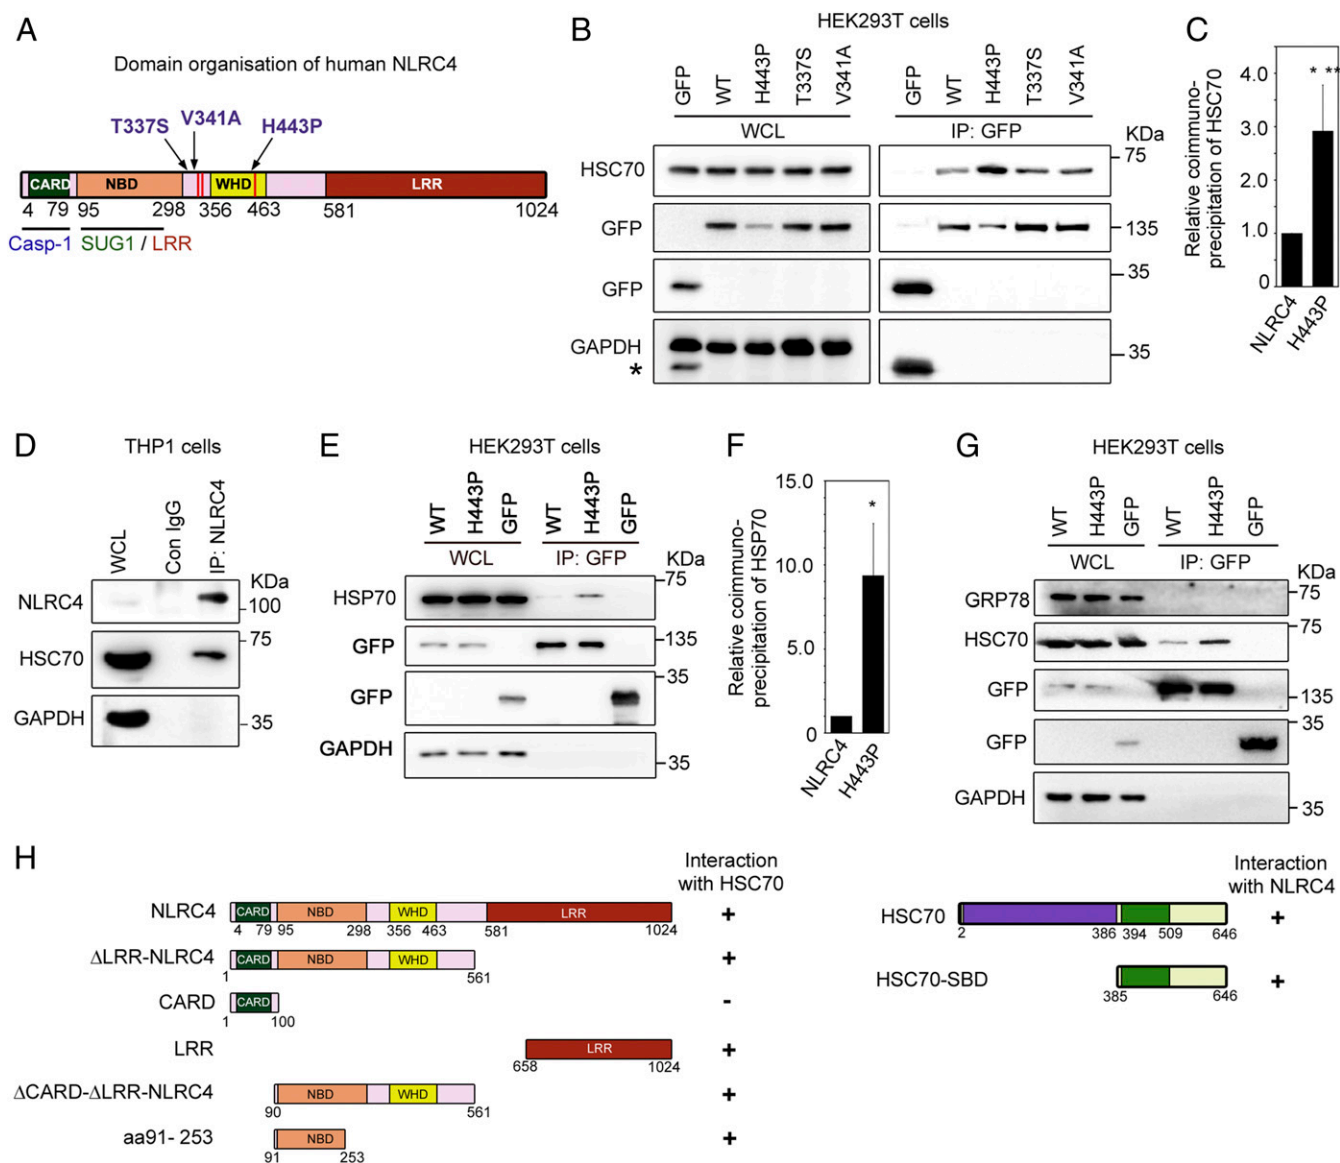 A
Domain organisation of human NLRC4
T337S V341A H443P
CARD NBD WHD LRR
4 79 95 298 356 463 581 1024
Casp-1 SUG1 / LRR
B
HEK293T cells
GFP WT H443P T337S V341A GFP WT H443P T337S V341A
WCL IP: GFP KDa
HSC70 75
GFP 135
GFP 35
GAPDH 35
*
C
Relative coimmuno-
precipitation of HSC70
4.0
3.0
2.0
1.0
0
* **
NLRC4 H443P
D
THP1 cells
WCL Con IgG IP: NLRC4
KDa
NLRC4 100
HSC70 75
GAPDH 35
E
HEK293T cells
WT H443P GFP WT H443P GFP
WCL IP: GFP KDa
HSP70 75
GFP 135
GFP 35
GAPDH 35
F
Relative coimmuno-
precipitation of HSP70
15.0
10.0
5.0
0
*
NLRC4 H443P
G
HEK293T cells
WT H443P GFP WT H443P GFP
WCL IP: GFP KDa
GRP78 75
HSC70 75
GFP 135
GFP 35
GAPDH 35
H
Interaction
with HSC70
NLRC4 CARD NBD WHD LRR +
4 79 95 298 356 463 581 1024
ΔLRR-NLRC4 CARD NBD WHD +
1 561
CARD CARD -
1 100
LRR LRR +
658 1024
ΔCARD-ΔLRR-NLRC4 NBD WHD +
90 561
aa91- 253 NBD +
91 253
Interaction
with NLRC4
HSC70 +
2 386 394 509 646
HSC70-SBD +
385 646